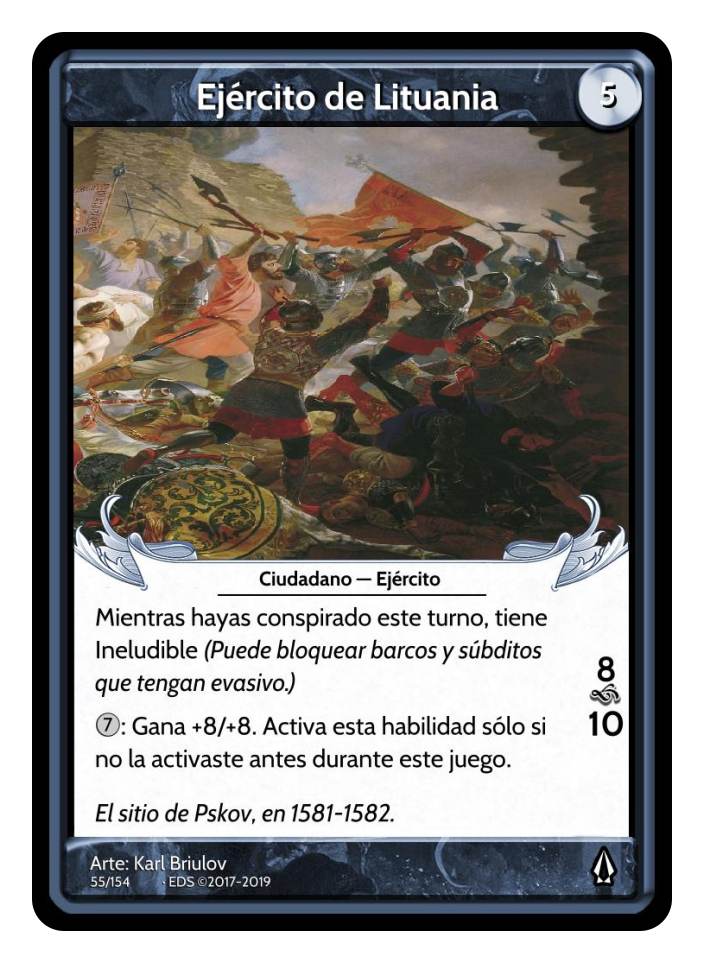 Ejército de Lituania
5
Ciudadano — Ejército
Mientras hayas conspirado este turno, tiene
Ineludible (Puede bloquear barcos y súbditos
que tengan evasivo.)
8
10
7: Gana +8/+8. Activa esta habilidad sólo si
no la activaste antes durante este juego.
El sitio de Pskov, en 1581-1582.
Arte: Karl Briulov
55/154 · EDS ©2017-2019